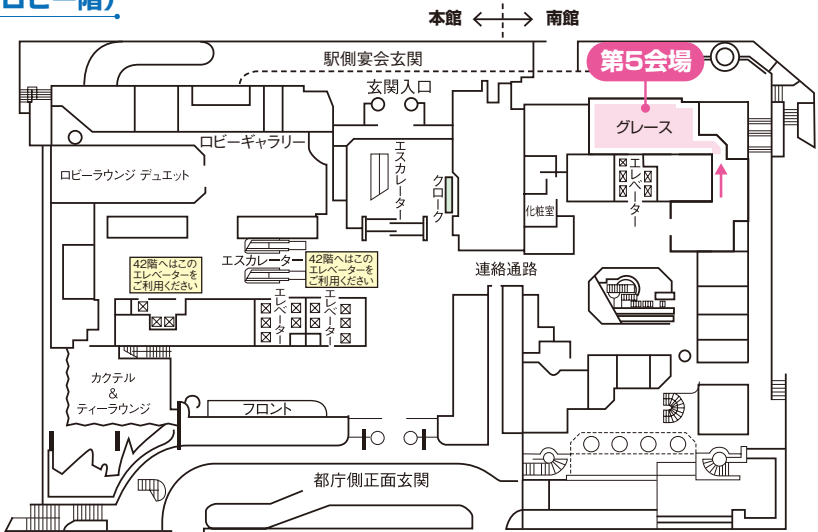 ロビー階)
本館 ⟷ 南館
駅側宴会玄関
第5会場
玄関入口
グレース
ロビーギャラリー
エスカレーター
クローク
エレベーター
ロビーラウンジ デュエット
化粧室
エスカレーター
連絡通路
42階へはこの
エレベーターを
ご利用ください
42階へはこの
エレベーターを
ご利用ください
エレベーター
エレベーター
カクテル
&
ティーラウンジ
フロント
都庁側正面玄関